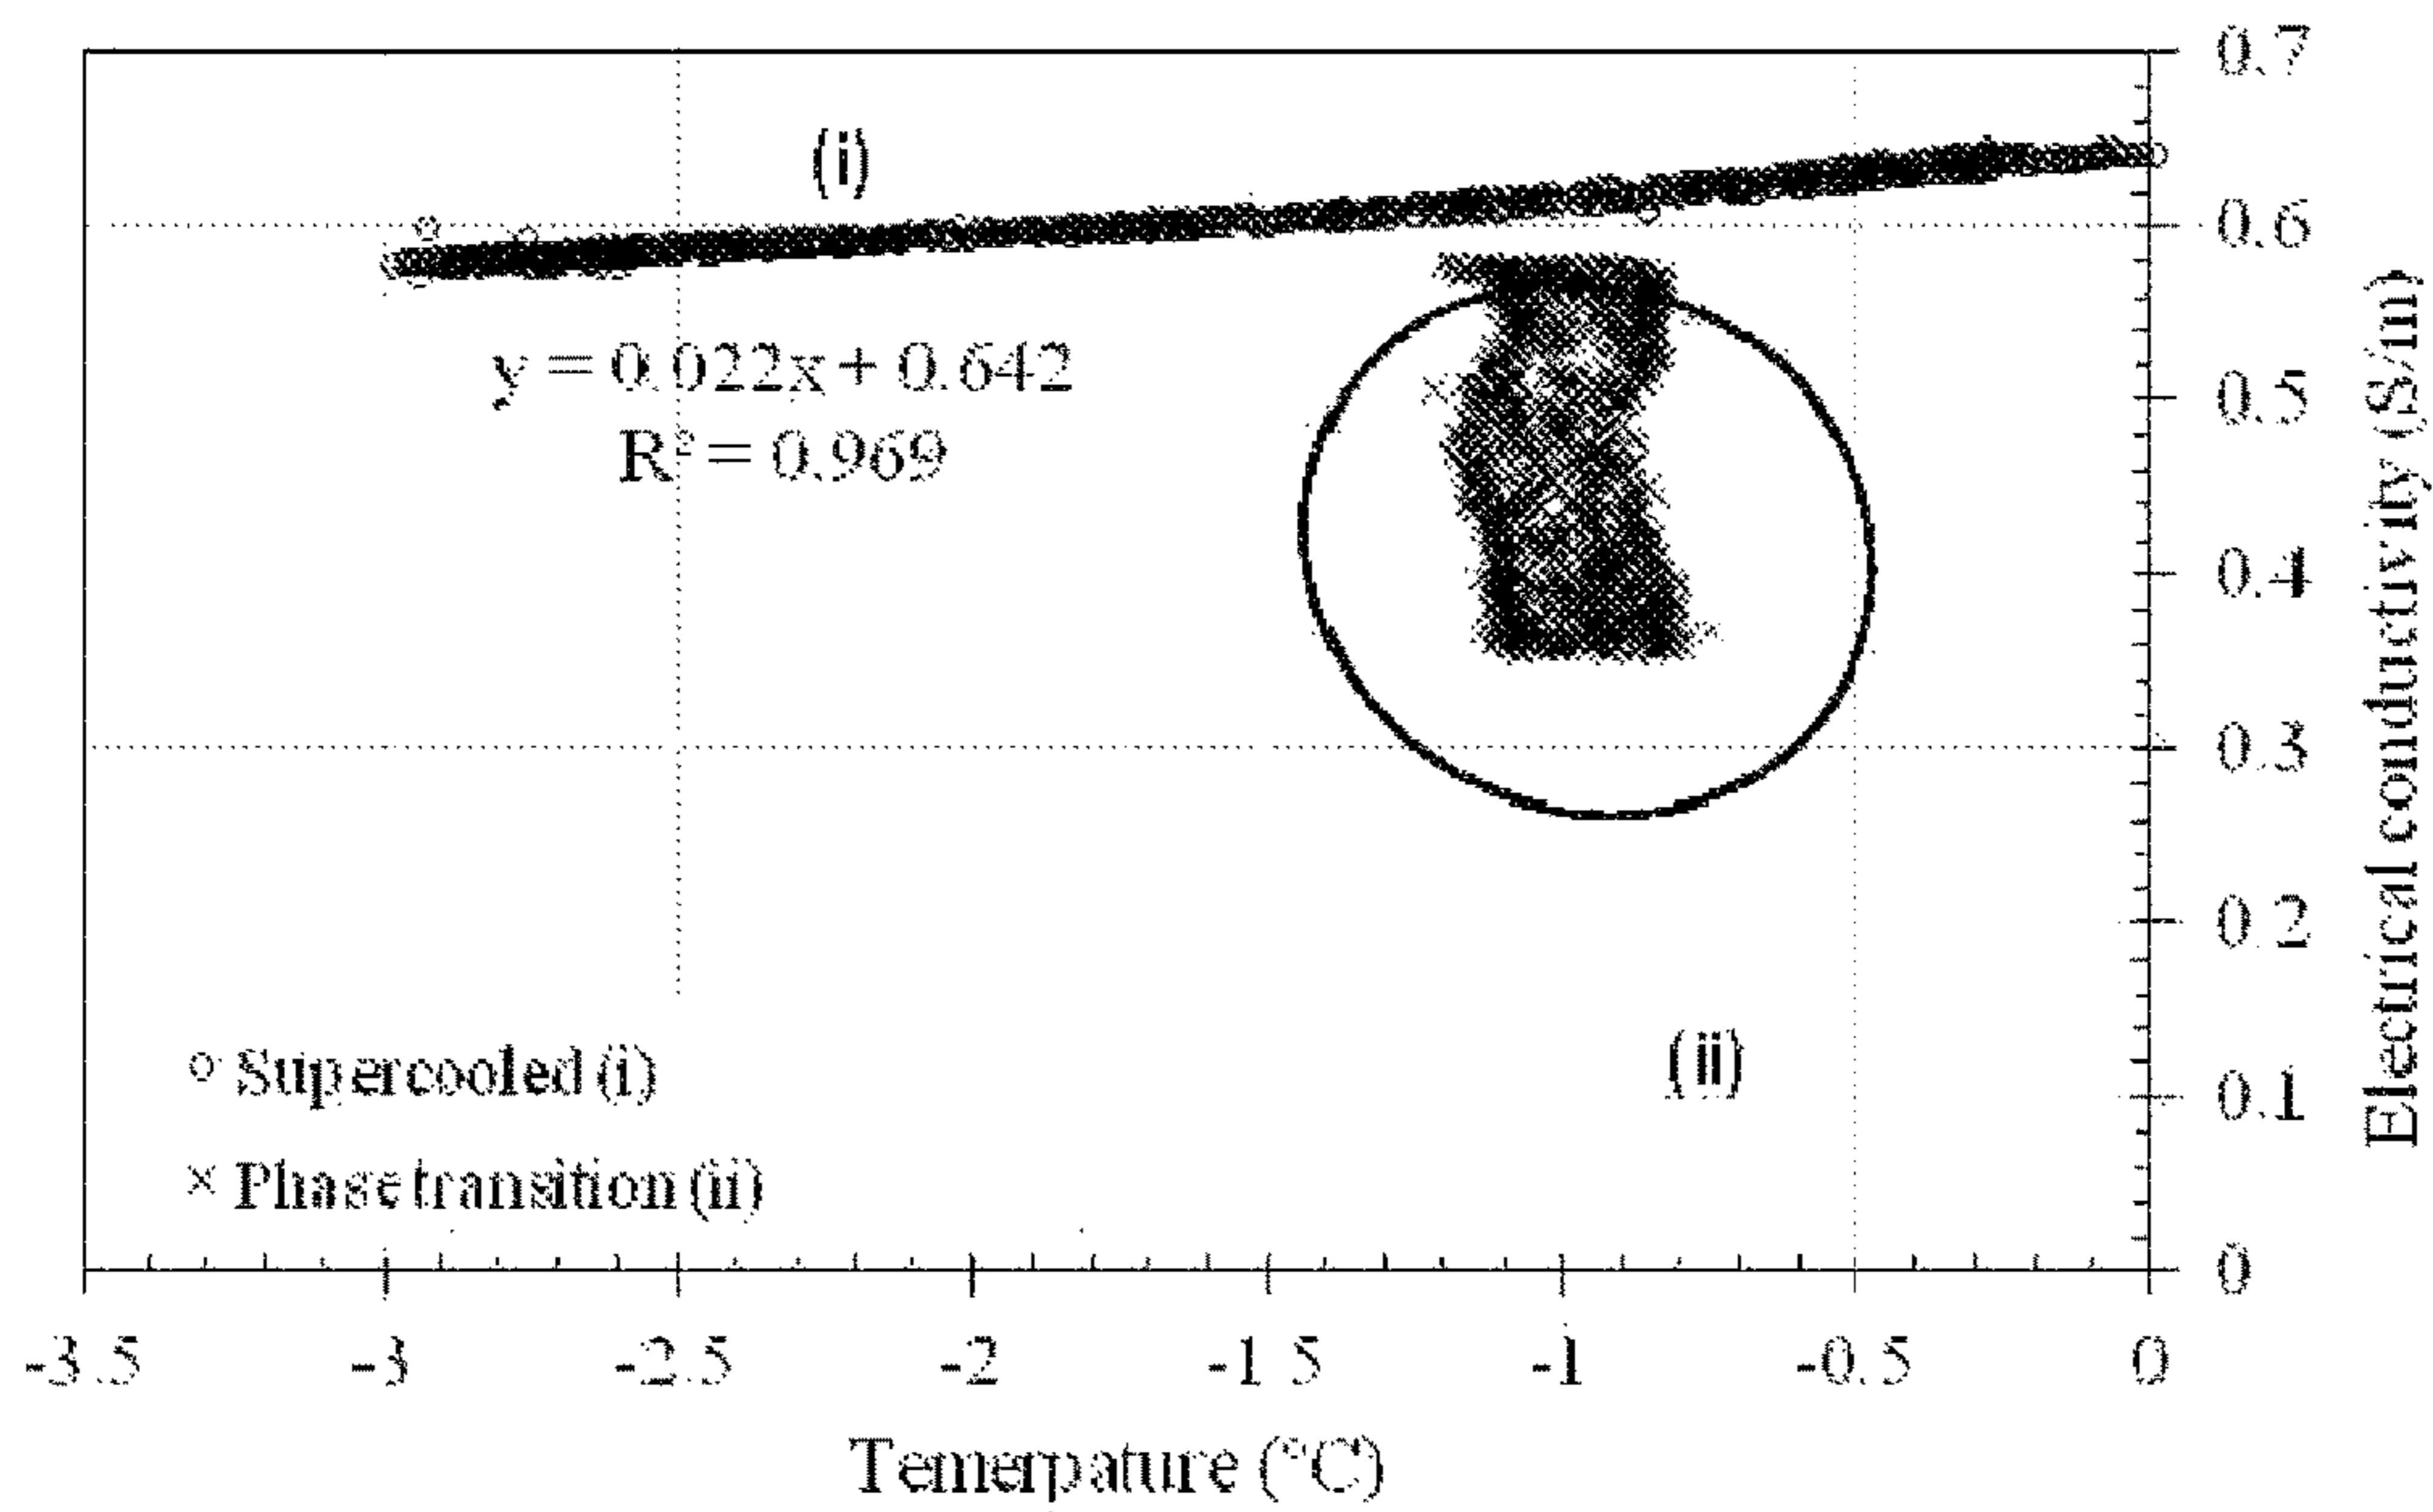 (i)
y = 0.022x + 0.642
R² = 0.969
(ii)
○ Supercooled (i)
× Phase transition (ii)
0.7
0.6
0.5
0.4
0.3
0.2
0.1
0
Electrical conductivity (S/m)
-3.5 -3 -2.5 -2 -1.5 -1 -0.5 0
Temerpature (°C)